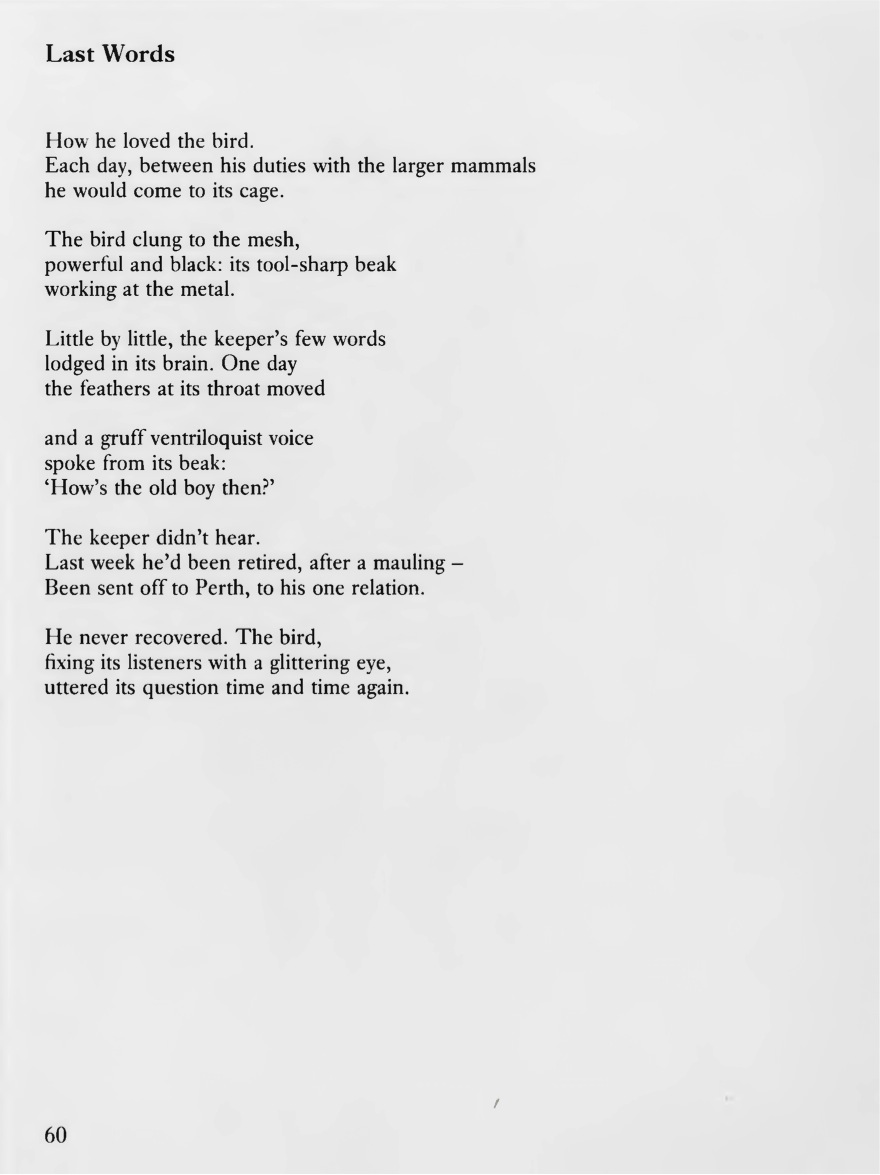 Last Words
How he loved the bird.
Each day, between his duties with the larger mammals
he would come to its cage.
The bird clung to the mesh,
powerful and black: its tool-sharp beak
working at the metal.
Little by little, the keeper’s few words
lodged in its brain. One day
the feathers at its throat moved
and a gruff ventriloquist voice
spoke from its beak:
‘How’s the old boy then?’
The keeper didn’t hear.
Last week he’d been retired, after a mauling –
Been sent off to Perth, to his one relation.
He never recovered. The bird,
fixing its listeners with a glittering eye,
uttered its question time and time again.
60